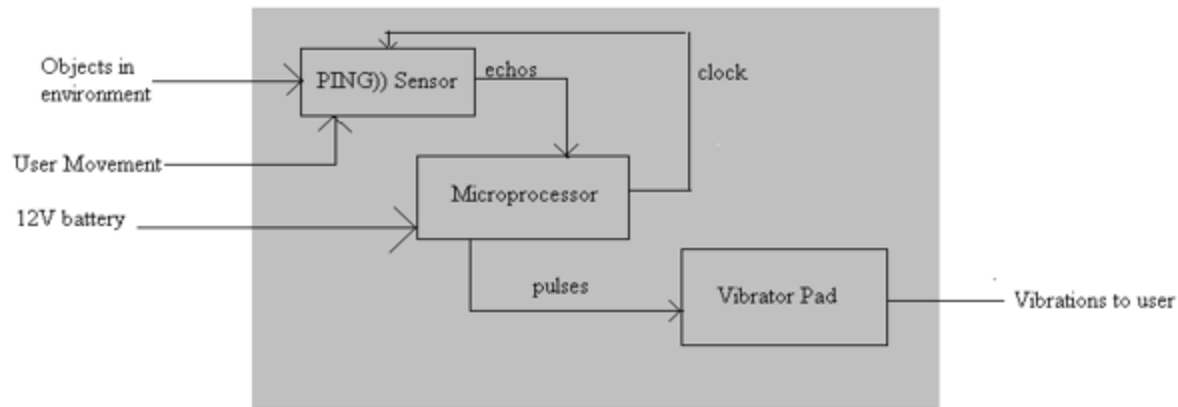 Objects in
environment
PING)) Sensor
echos
clock
User Movement
Microprocessor
12V battery
pulses
Vibrator Pad
Vibrations to user